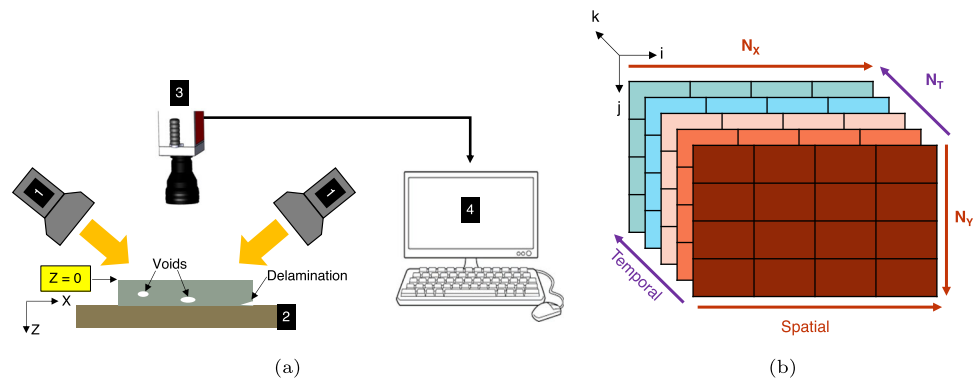 3
1
1
4
Voids
Z = 0
Delamination
X
Z
2
(a)
k
i
j
N_X
N_T
N_Y
Temporal
Spatial
(b)